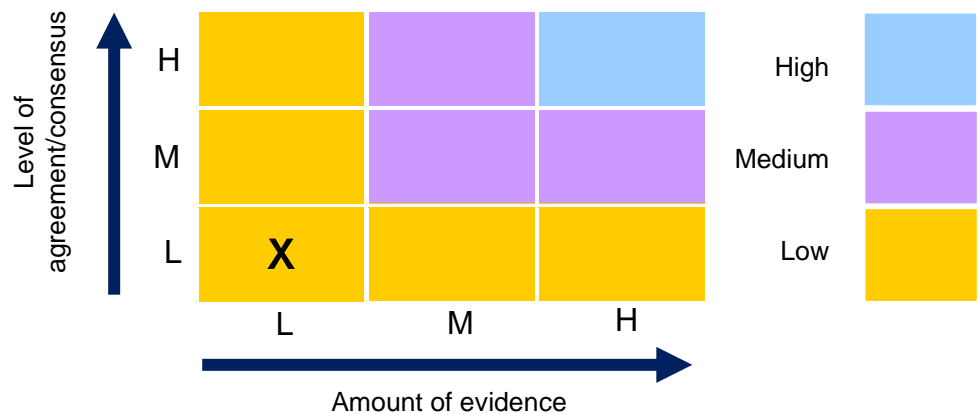 Level of
agreement/consensus
H
M
L
X
L M H
Amount of evidence
High
Medium
Low